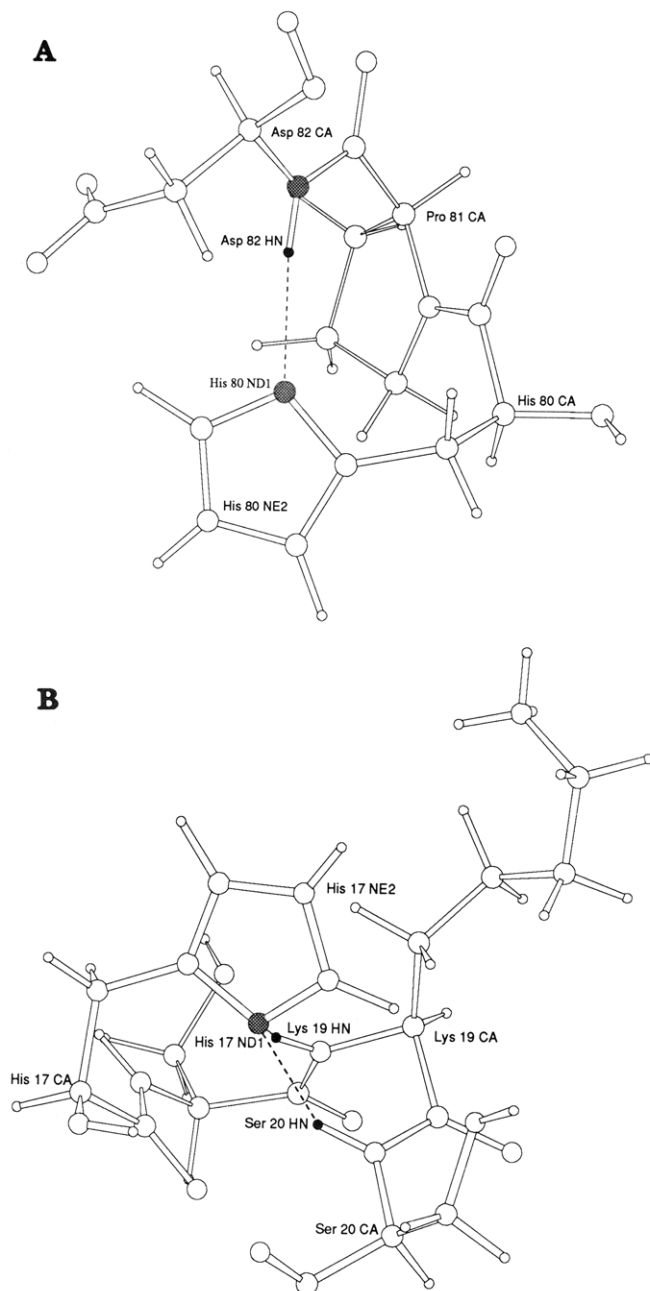 A
Asp 82 CA
Asp 82 HN
Pro 81 CA
His 80 ND1
His 80 CA
His 80 NE2
B
His 17 NE2
Lys 19 HN
His 17 ND1
Lys 19 CA
His 17 CA
Ser 20 HN
Ser 20 CA